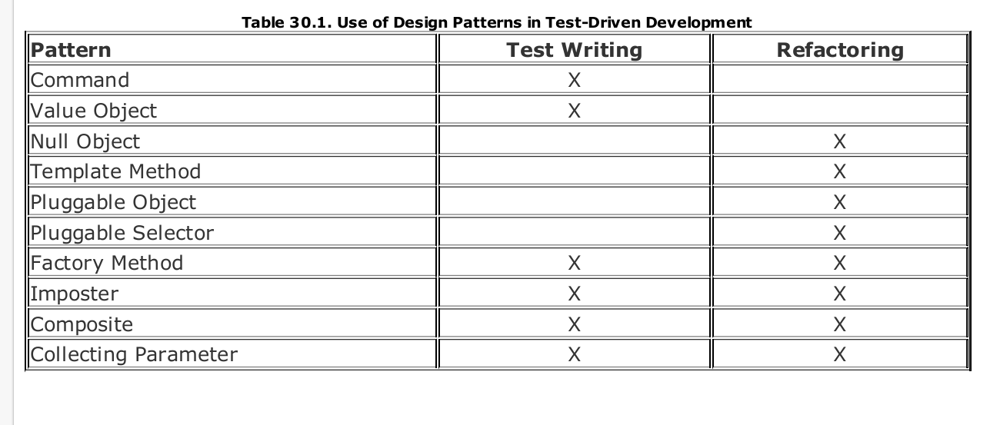 Table 30.1. Use of Design Patterns in Test-Driven Development
Pattern Test Writing Refactoring
Command X
Value Object X
Null Object X
Template Method X
Pluggable Object X
Pluggable Selector X
Factory Method X X
Imposter X X
Composite X X
Collecting Parameter X X